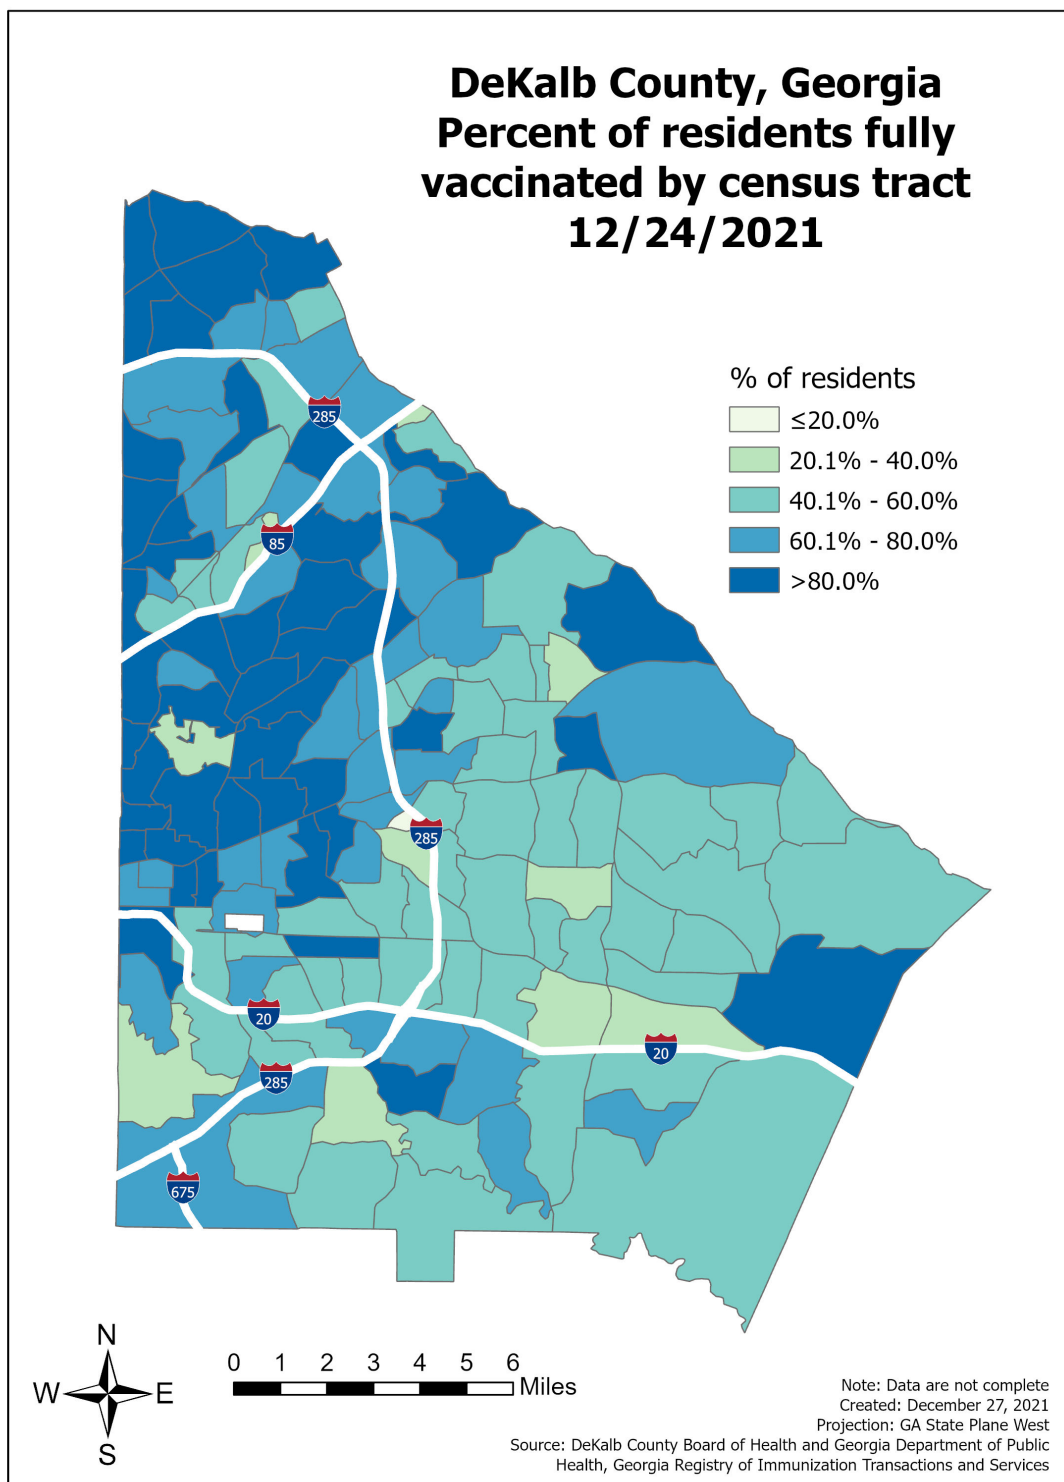 DeKalb County, Georgia
Percent of residents fully
vaccinated by census tract
12/24/2021
% of residents
≤20.0%
20.1% - 40.0%
40.1% - 60.0%
60.1% - 80.0%
>80.0%
285
85
285
20
20
285
675
N
W E
S
0 1 2 3 4 5 6
Miles
Note: Data are not complete
Created: December 27, 2021
Projection: GA State Plane West
Source: DeKalb County Board of Health and Georgia Department of Public
Health, Georgia Registry of Immunization Transactions and Services